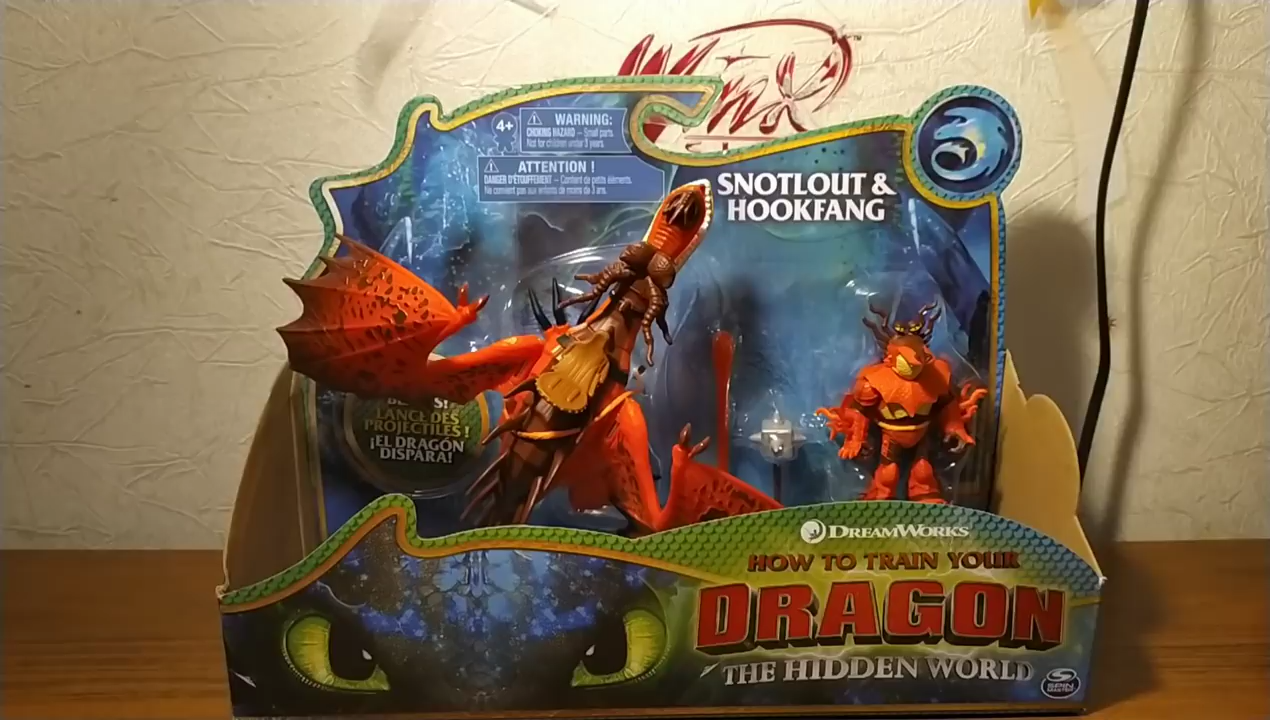 Winx
™
4+
WARNING:
CHOKING HAZARD – Small parts.
Not for children under 3 years.
ATTENTION !
DANGER D'ÉTOUFFEMENT – Contient de petits éléments.
Ne convient pas aux enfants de moins de 3 ans.
SNOTLOUT &
HOOKFANG
LANCE DES
PROJECTILES !
¡EL DRAGÓN
DISPARA!
DREAMWORKS
HOW TO TRAIN YOUR
DRAGON
THE HIDDEN WORLD
SPIN
MASTER